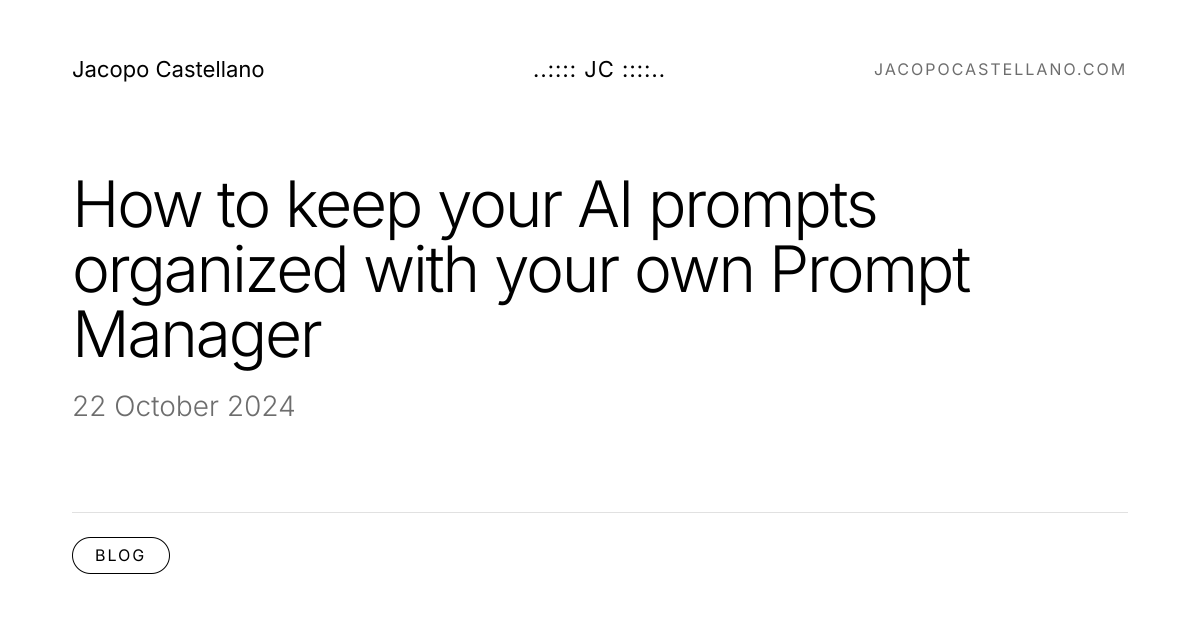 Jacopo Castellano
..:::: JC ::::..
JACOPOCASTELLANO.COM
How to keep your AI prompts
organized with your own Prompt
Manager
22 October 2024
BLOG